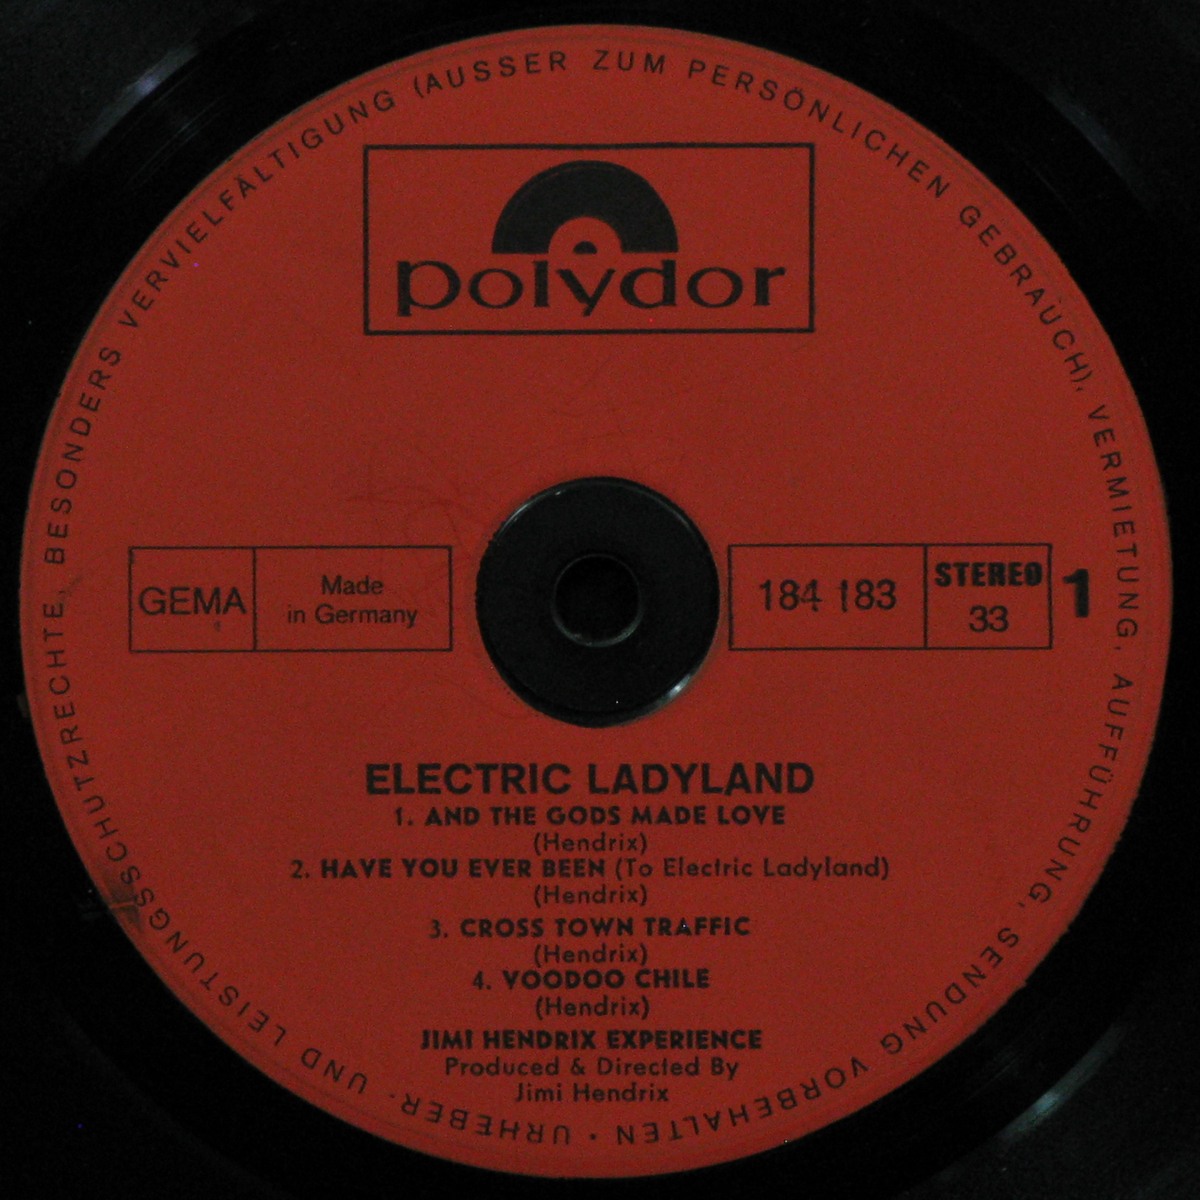 URHEBER- UND LEISTUNGSSCHUTZRECHTE, BESONDERS VERVIELFÄLTIGUNG (AUSSER ZUM PERSÖNLICHEN GEBRAUCH), VERMIETUNG, AUFFÜHRUNG, SENDUNG VORBEHALTEN •
polydor
GEMA
Made
in Germany
184 183
STEREO
33
1
ELECTRIC LADYLAND
1. AND THE GODS MADE LOVE
(Hendrix)
2. HAVE YOU EVER BEEN (To Electric Ladyland)
(Hendrix)
3. CROSS TOWN TRAFFIC
(Hendrix)
4. VOODOO CHILE
(Hendrix)
JIMI HENDRIX EXPERIENCE
Produced & Directed By
Jimi Hendrix